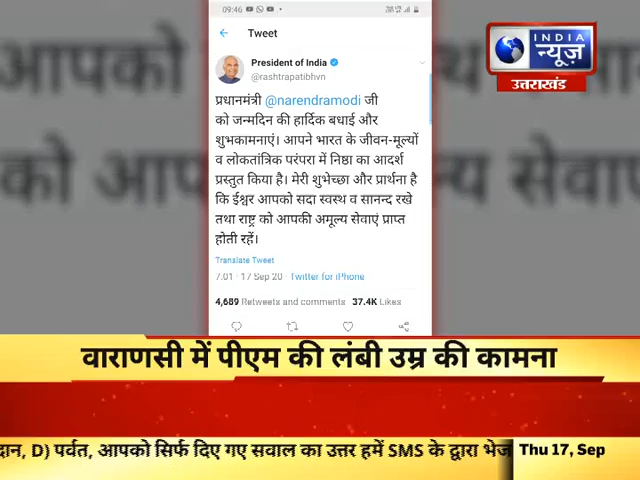 09:46
Tweet
President of India
@rashtrapatibhvn
प्रधानमंत्री @narendramodi जी
को जन्मदिन की हार्दिक बधाई और
शुभकामनाएं। आपने भारत के जीवन-मूल्यों
व लोकतांत्रिक परंपरा में निष्ठा का आदर्श
प्रस्तुत किया है। मेरी शुभेच्छा और प्रार्थना है
कि ईश्वर आपको सदा स्वस्थ व सानन्द रखे
तथा राष्ट्र को आपकी अमूल्य सेवाएं प्राप्त
होती रहें।
Translate Tweet
7:01 · 17 Sep 20 · Twitter for iPhone
4,689 Retweets and comments 37.4K Likes
INDIA
न्यूज़
उत्तराखंड
वाराणसी में पीएम की लंबी उम्र की कामना
दान, D) पर्वत, आपको सिर्फ दिए गए सवाल का उत्तर हमें SMS के द्वारा भेज
Thu 17, Sep